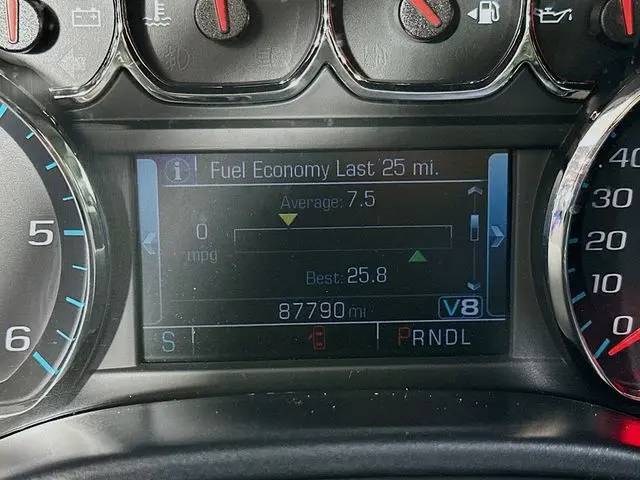 Fuel Economy Last 25 mi.
Average: 7.5
0
mpg
Best: 25.8
87790 mi
V8
S
PRNDL
5
6
40
30
20
10
0